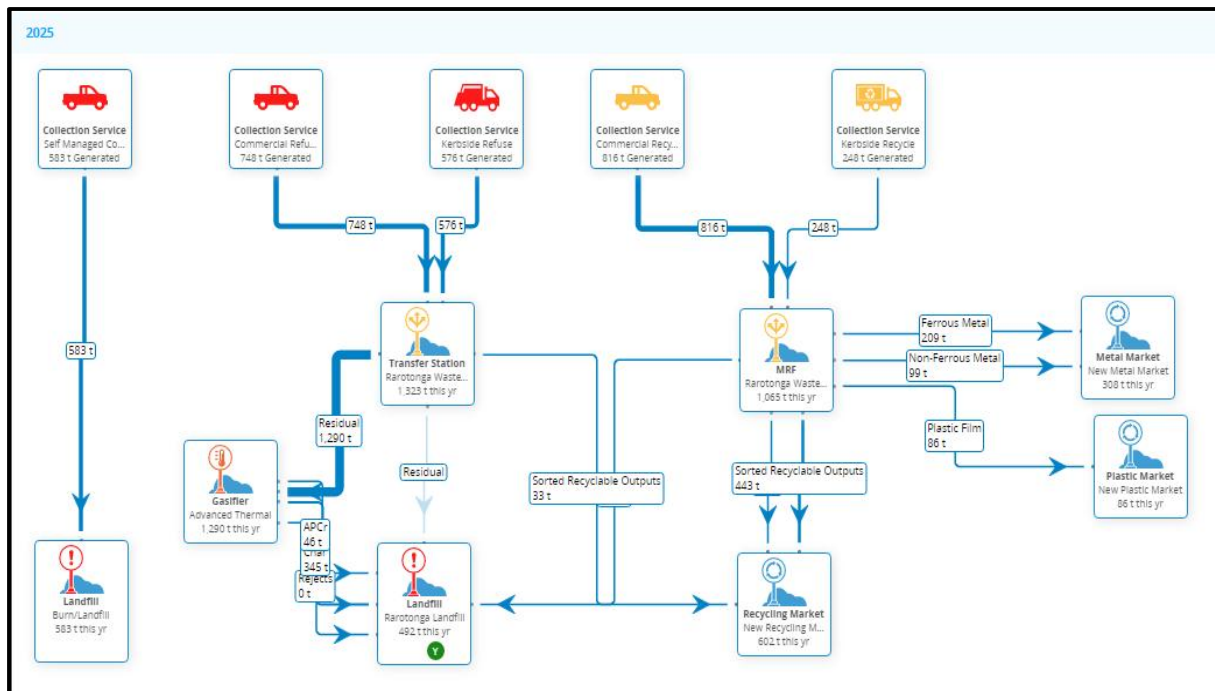 2025
Collection Service
Self Managed Co...
583 t Generated
Collection Service
Commercial Refu...
748 t Generated
Collection Service
Kerbside Refuse
576 t Generated
Collection Service
Commercial Recy...
816 t Generated
Collection Service
Kerbside Recycle
248 t Generated
748 t
576 t
816 t
248 t
583 t
Transfer Station
Rarotonga Waste...
1,323 t this yr
MRF
Rarotonga Waste...
1,065 t this yr
Ferrous Metal
209 t
Non-Ferrous Metal
99 t
Metal Market
New Metal Market
308 t this yr
Plastic Film
86 t
Plastic Market
New Plastic Market
86 t this yr
Residual
1,290 t
Residual
Sorted Recyclable Outputs
33 t
Sorted Recyclable Outputs
443 t
Gasifier
Advanced Thermal
1,290 t this yr
APCr
46 t
Char
345 t
Rejects
0 t
Landfill
Burn/Landfill
583 t this yr
Landfill
Rarotonga Landfill
492 t this yr
Y
Recycling Market
New Recycling M...
602 t this yr